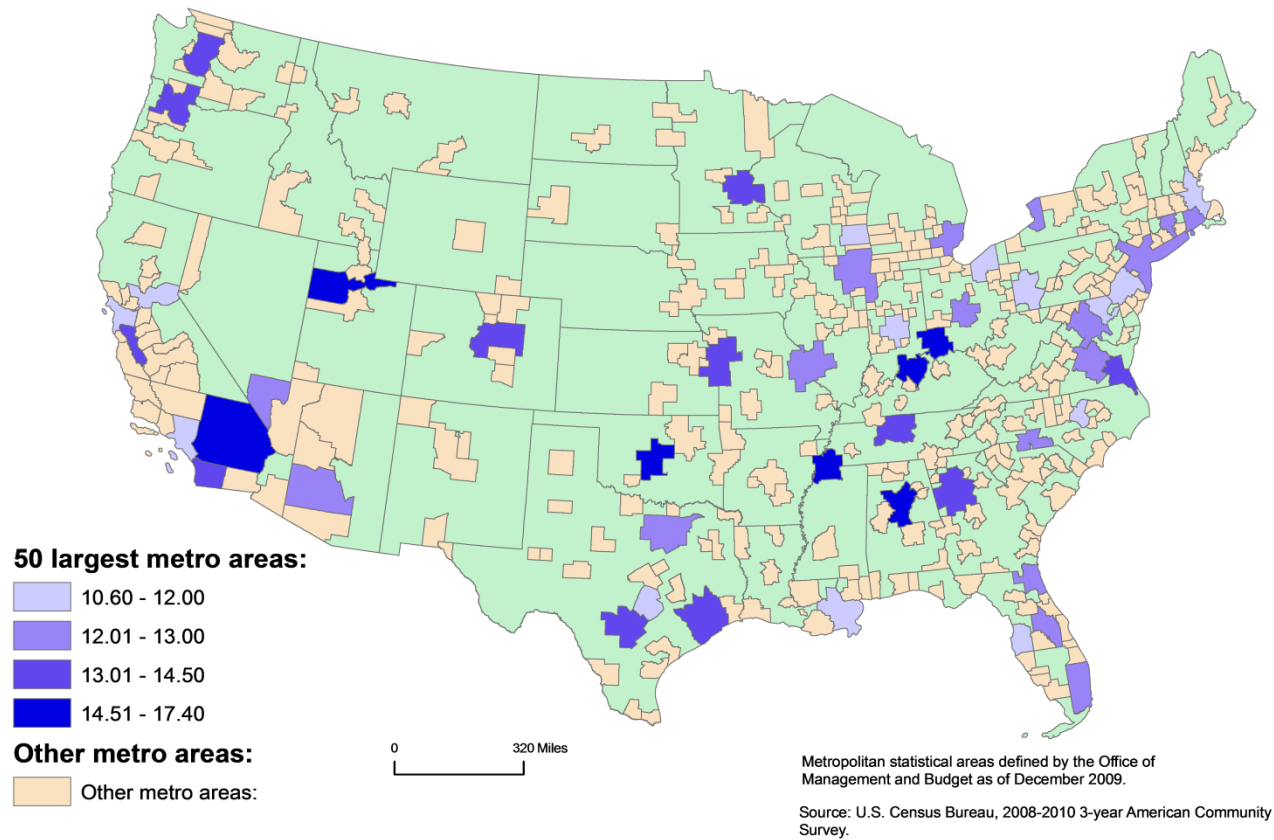 50 largest metro areas:
10.60 - 12.00
12.01 - 13.00
13.01 - 14.50
14.51 - 17.40
Other metro areas:
Other metro areas:
0 320 Miles
Metropolitan statistical areas defined by the Office of
Management and Budget as of December 2009.
Source: U.S. Census Bureau, 2008-2010 3-year American Community
Survey.